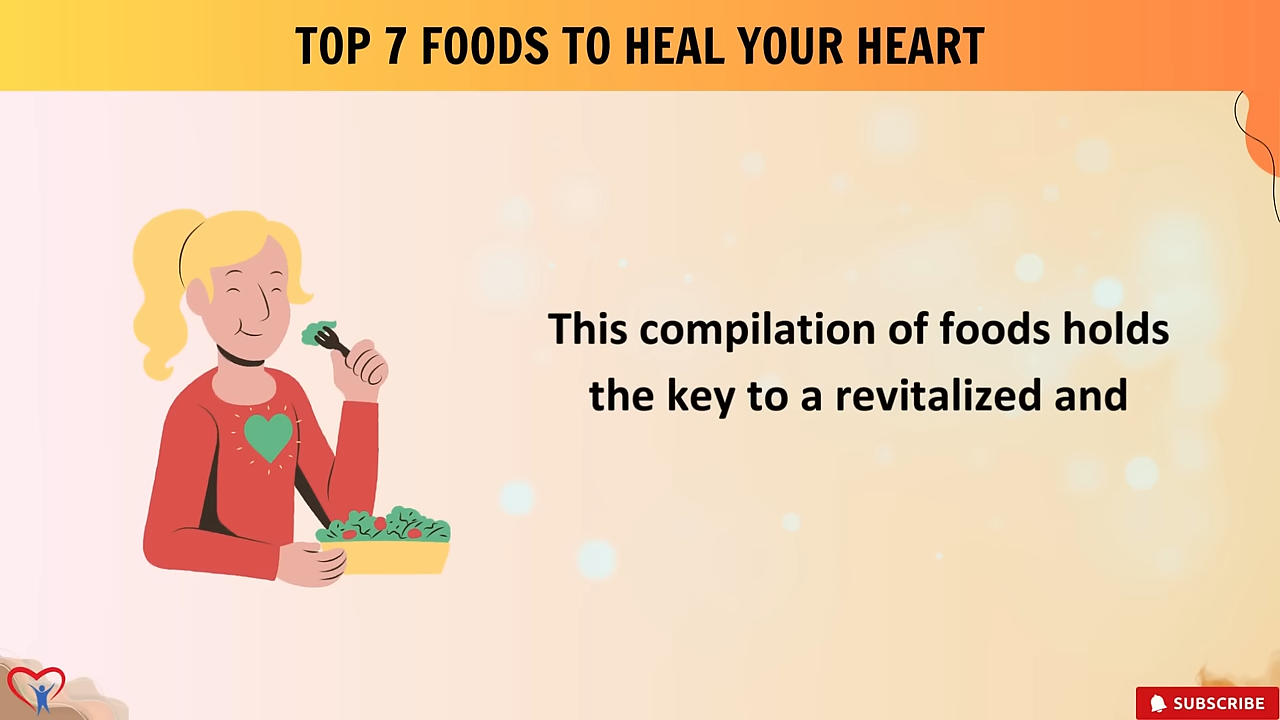 TOP 7 FOODS TO HEAL YOUR HEART
This compilation of foods holds
the key to a revitalized and
SUBSCRIBE